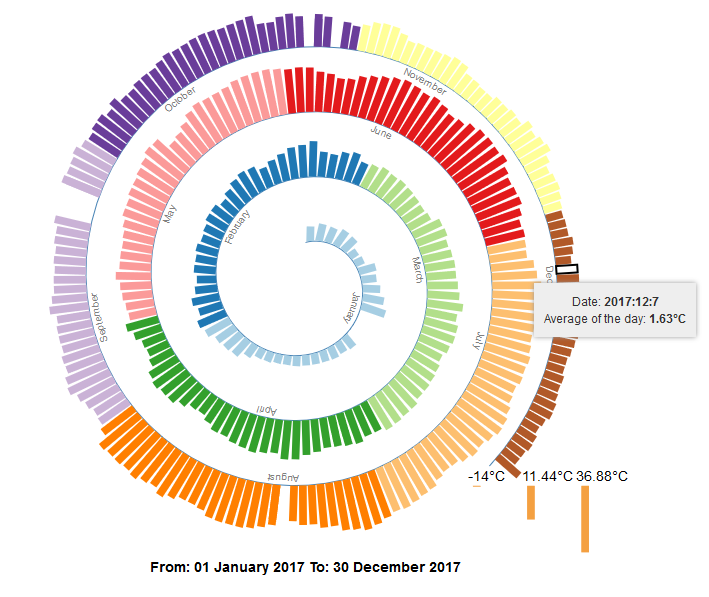 October
November
June
May
February
March
January
December
Date: 2017:12:7
Average of the day: 1.63°C
September
July
April
August
-14°C 11.44°C 36.88°C
From: 01 January 2017 To: 30 December 2017